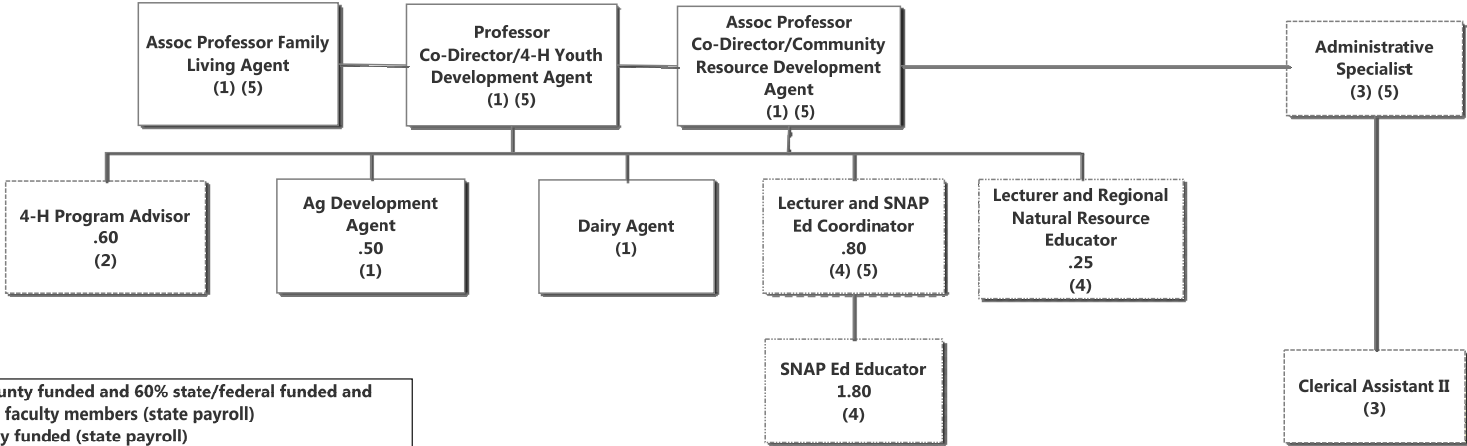 Assoc Professor Family
Living Agent
(1) (5)
Professor
Co-Director/4-H Youth
Development Agent
(1) (5)
Assoc Professor
Co-Director/Community
Resource Development
Agent
(1) (5)
Administrative
Specialist
(3) (5)
4-H Program Advisor
.60
(2)
Ag Development
Agent
.50
(1)
Dairy Agent
(1)
Lecturer and SNAP
Ed Coordinator
.80
(4) (5)
Lecturer and Regional
Natural Resource
Educator
.25
(4)
SNAP Ed Educator
1.80
(4)
Clerical Assistant II
(3)
funded and 60% state/federal funded and
faculty members (state payroll)
funded (state payroll)